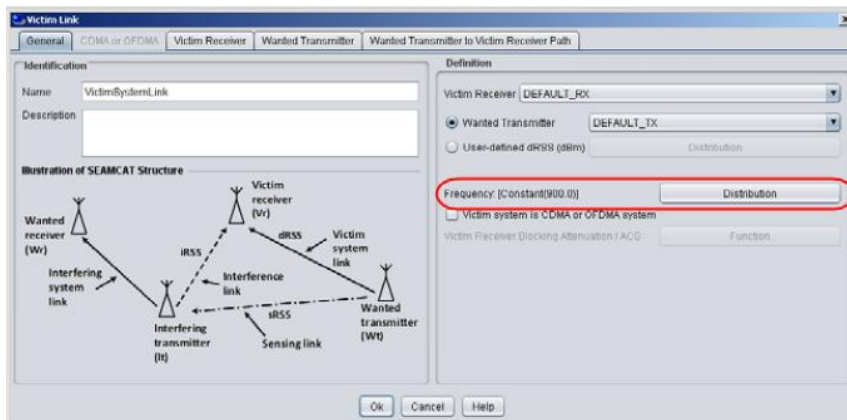 Victim Link
General CDMA or OFDMA Victim Receiver Wanted Transmitter Wanted Transmitter to Victim Receiver Path
Identification
Name VictimSystemLink
Description
Illustration of SEAMCAT Structure
Wanted
receiver
(Wr)
Victim
receiver
(Vr)
iRSS
dRSS
Victim
system
link
Interfering
system
link
Interference
link
sRSS
Interfering
transmitter
(It)
Sensing link
Wanted
transmitter
(Wt)
Definition
Victim Receiver DEFAULT_RX
Wanted Transmitter DEFAULT_TX
User-defined dRSS (dBm) Distribution
Frequency: [Constant(900.0)] Distribution
Victim system is CDMA or OFDMA system
Victim Receiver Blocking Attenuation / ACS Function
Ok Cancel Help